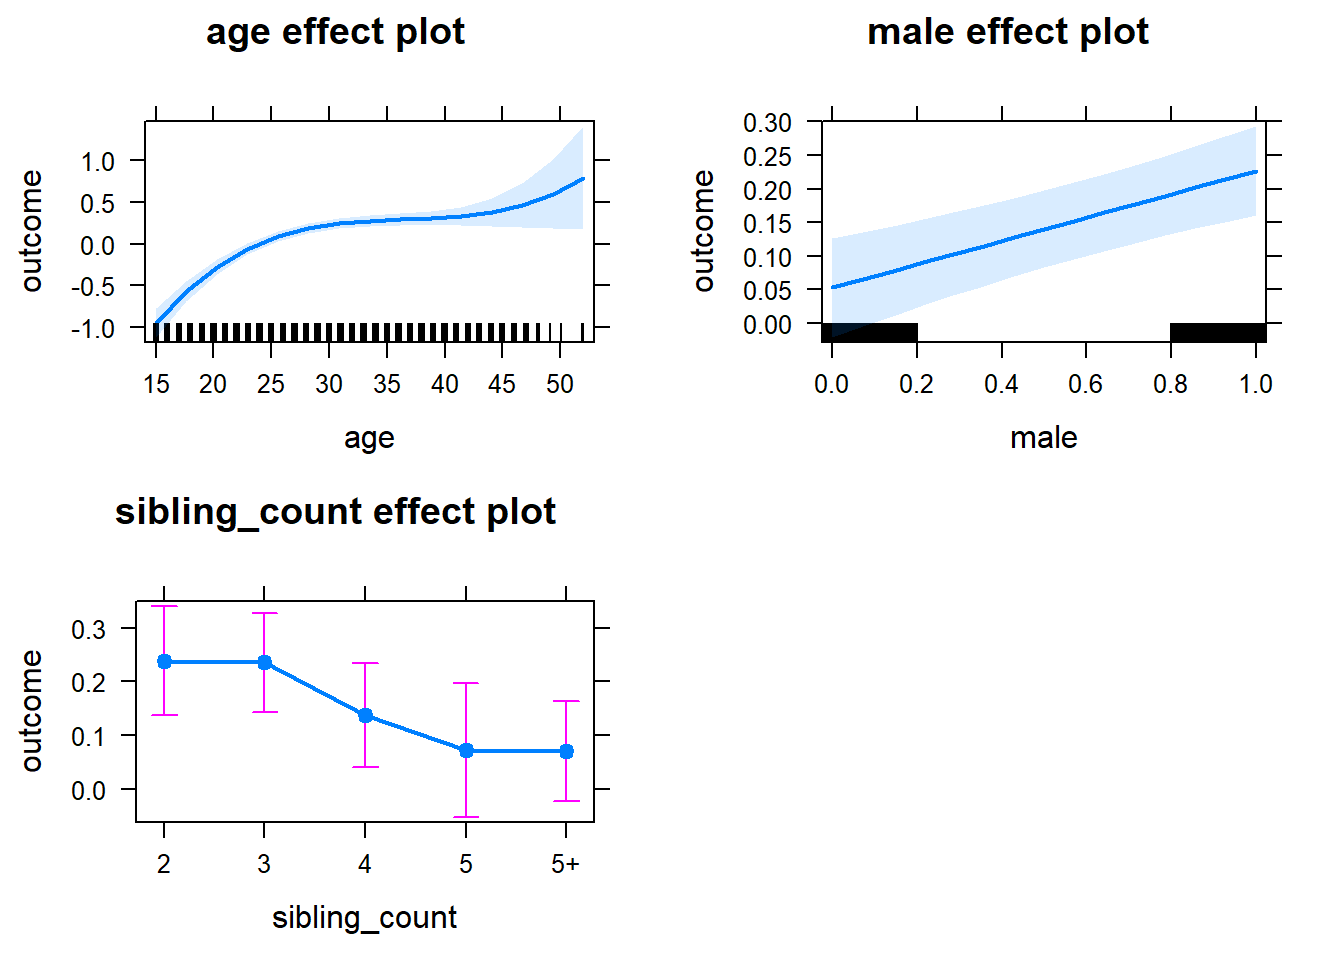 age effect plot
outcome
1.0
0.5
0.0
-0.5
-1.0
15 20 25 30 35 40 45 50
age
male effect plot
outcome
0.30
0.25
0.20
0.15
0.10
0.05
0.00
0.0 0.2 0.4 0.6 0.8 1.0
male
sibling_count effect plot
outcome
0.3
0.2
0.1
0.0
2 3 4 5 5+
sibling_count